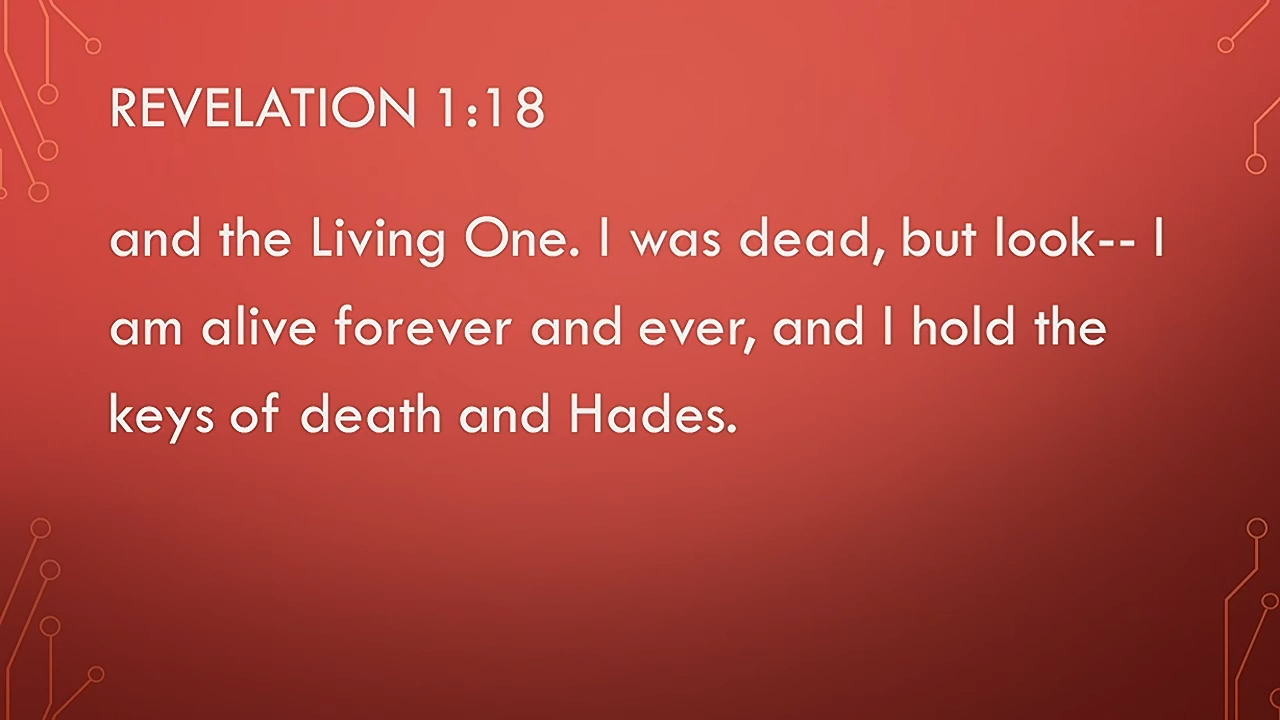 REVELATION 1:18
and the Living One. I was dead, but look-- I
am alive forever and ever, and I hold the
keys of death and Hades.